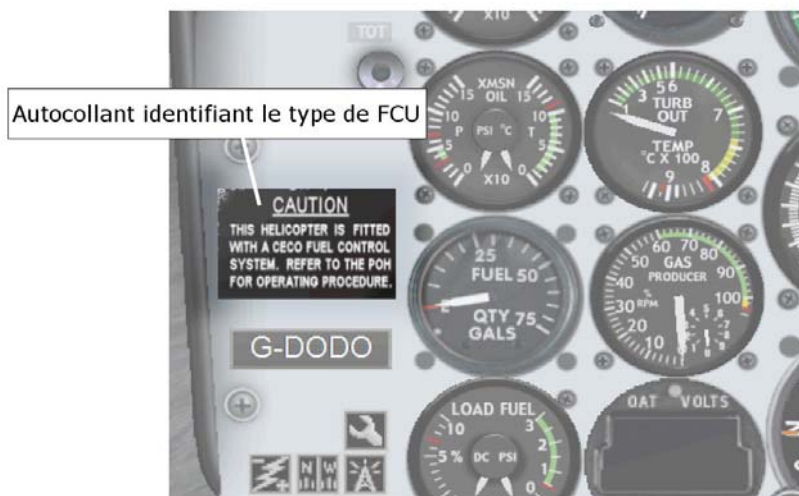 X10
TOT
Autocollant identifiant le type de FCU
XMSN
15 OIL 15
10 10
P PSI °C T
5 5
0 0
X10
1 3 5 6
TURB
OUT
7
TEMP
°C X 100
8
9
CAUTION
THIS HELICOPTER IS FITTED
WITH A CECO FUEL CONTROL
SYSTEM. REFER TO THE POH
FOR OPERATING PROCEDURE.
25
FUEL 50
E
QTY 75
GALS
60 70 80
50 GAS 90
PRODUCER
40 100
%
30 RPM
20
10
G-DODO
LOAD FUEL
10 3
2
5 % DC PSI
1
0
OAT VOLTS
N W